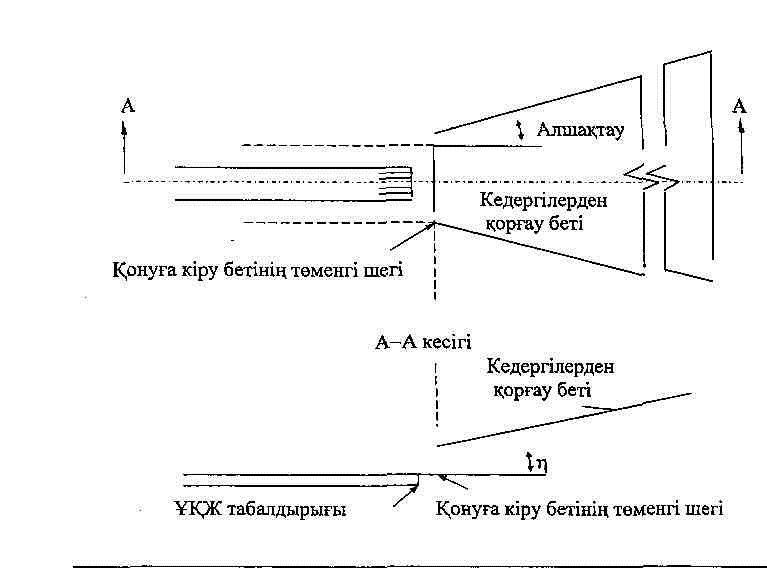 А
А
Алшақтау
Кедергілерден
қорғау беті
Қонуға кіру бетінің төменгі шегі
А–А кесігі
Кедергілерден
қорғау беті
η
ҰҚЖ табалдырығы
Қонуға кіру бетінің төменгі шегі